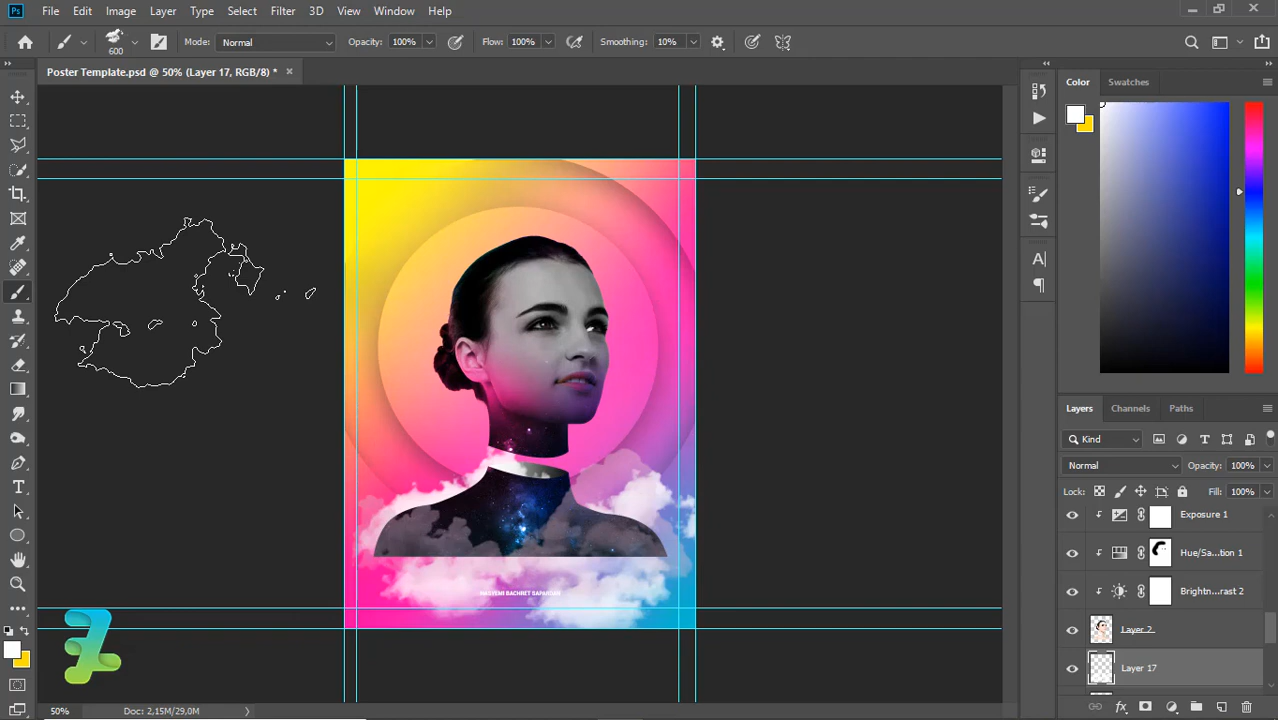 Ps File Edit Image Layer Type Select Filter 3D View Window Help
600 Mode: Normal Opacity: 100% Flow: 100% Smoothing: 10%
Poster Template.psd @ 50% (Layer 17, RGB/8) *
Color Swatches
Layers Channels Paths
Kind
Normal Opacity: 100%
Lock: Fill: 100%
Exposure 1
Hue/Sa...tion 1
Brightn...rast 2
Layer 2
Layer 17
BACHRET SAPARDEE
50% Doc: 2,15M/29,0M